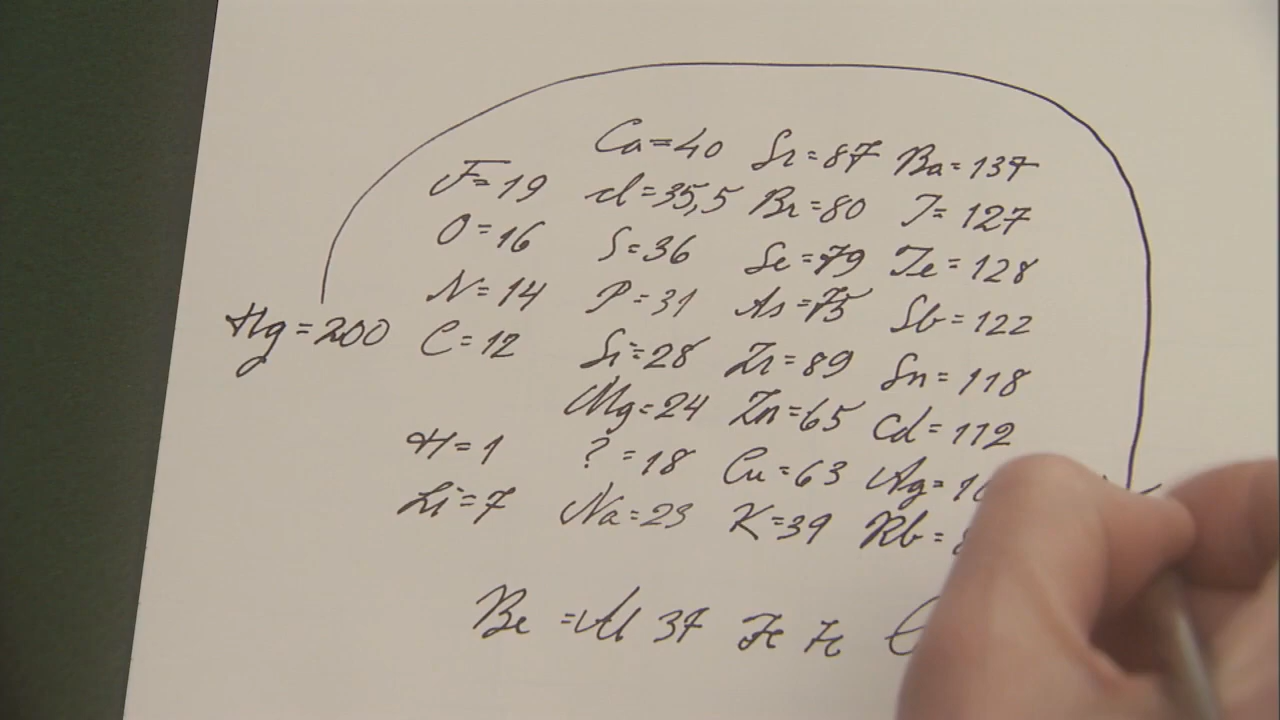 Ca=40 Sr=87 Ba=137
F=19 cl=35,5 Br=80 J=127
O=16 S=36 Se=79 Te=128
N=14 P=31 As=75 Sb=122
Hg=200 C=12 Si=28 Zr=89 Sn=118
Mg=24 Zn=65 Cd=112
H=1 ?=18 Cu=63 Ag=
Li=7 Na=23 K=39 Rb=
Be =Al 37